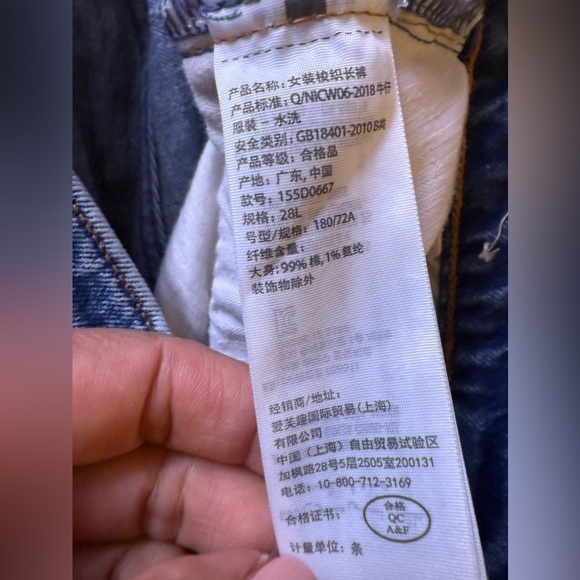 产品名称: 女装梭织长裤
产品标准: Q/NICW06-2018牛仔
服装 - 水洗
安全类别: GB18401-2010 B类
产品等级: 合格品
产地: 广东, 中国
款号: 155D0667
规格: 28L
号型/规格: 180/72A
纤维含量:
大身: 99% 棉, 1% 氨纶
装饰物除外
经销商/地址:
爱芙趣国际贸易(上海)
有限公司
中国 (上海) 自由贸易试验区
加枫路28号5层2505室200131
电话: 10-800-712-3169
合格证书:
合格
QC
A&F
计量单位: 条